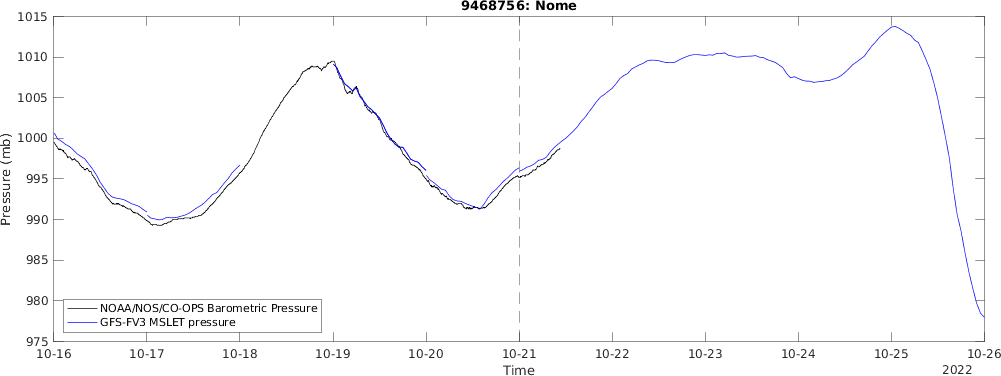 9468756: Nome
Pressure (mb)
1015
1010
1005
1000
995
990
985
980
975
NOAA/NOS/CO-OPS Barometric Pressure
GFS-FV3 MSLET pressure
10-16 10-17 10-18 10-19 10-20 10-21 10-22 10-23 10-24 10-25 10-26
Time
2022